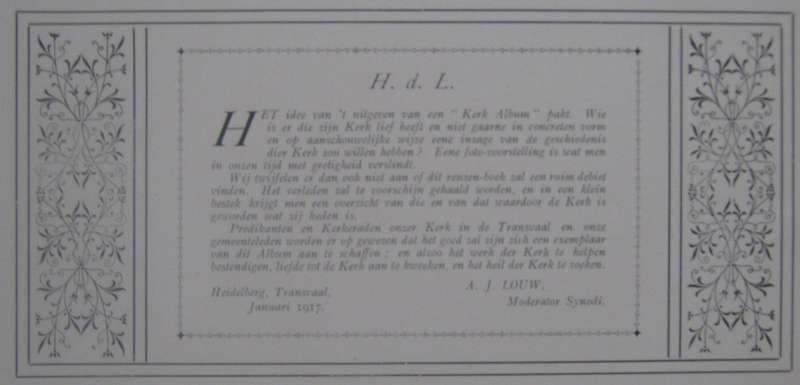 H. d. L.
HET idee van 't uitgeven van een "Kerk Album" pakt. Wie
is er die zijn Kerk lief heeft en niet gaarne in concreten vorm
en op aanschouwelijke wijze eene inzage van de geschiedenis
dier Kerk zou willen hebben? Eene foto-voorstelling is wat men
in onzen tijd met gretigheid verslindt.
Wij twijfelen er dan ook niet aan of dit reuzen-boek zal een ruim debiet
vinden. Het verleden zal te voorschijn gehaald worden, en in een klein
bestek krijgt men een overzicht van die en van dat waardoor de Kerk is
geworden wat zij heden is.
Predikanten en Kerkeraden onzer Kerk in de Transvaal en onze
gemeenteleden worden er op gewezen dat het goed zal zijn zich een exemplaar
van dit Album aan te schaffen; en alzoo het werk der Kerk te helpen
bestendigen, liefde tot de Kerk aan te kweeken, en het heil der Kerk te zoeken.
A. J. LOUW,
Moderator Synodi.
Heidelberg, Transvaal,
Januari 1917.